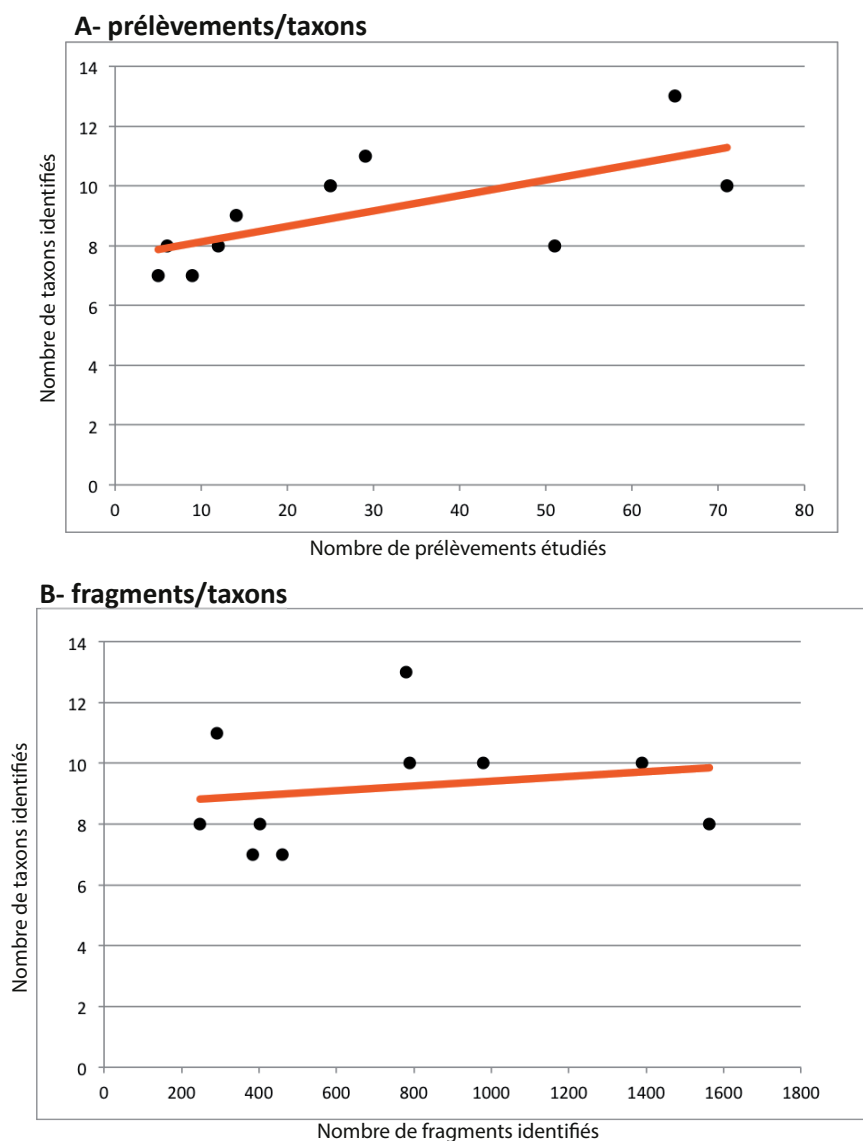 A- prélèvements/taxons
14
12
10
8
6
4
2
0
Nombre de taxons identifiés
0 10 20 30 40 50 60 70 80
Nombre de prélèvements étudiés
B- fragments/taxons
14
12
10
8
6
4
2
0
Nombre de taxons identifiés
0 200 400 600 800 1000 1200 1400 1600 1800
Nombre de fragments identifiés